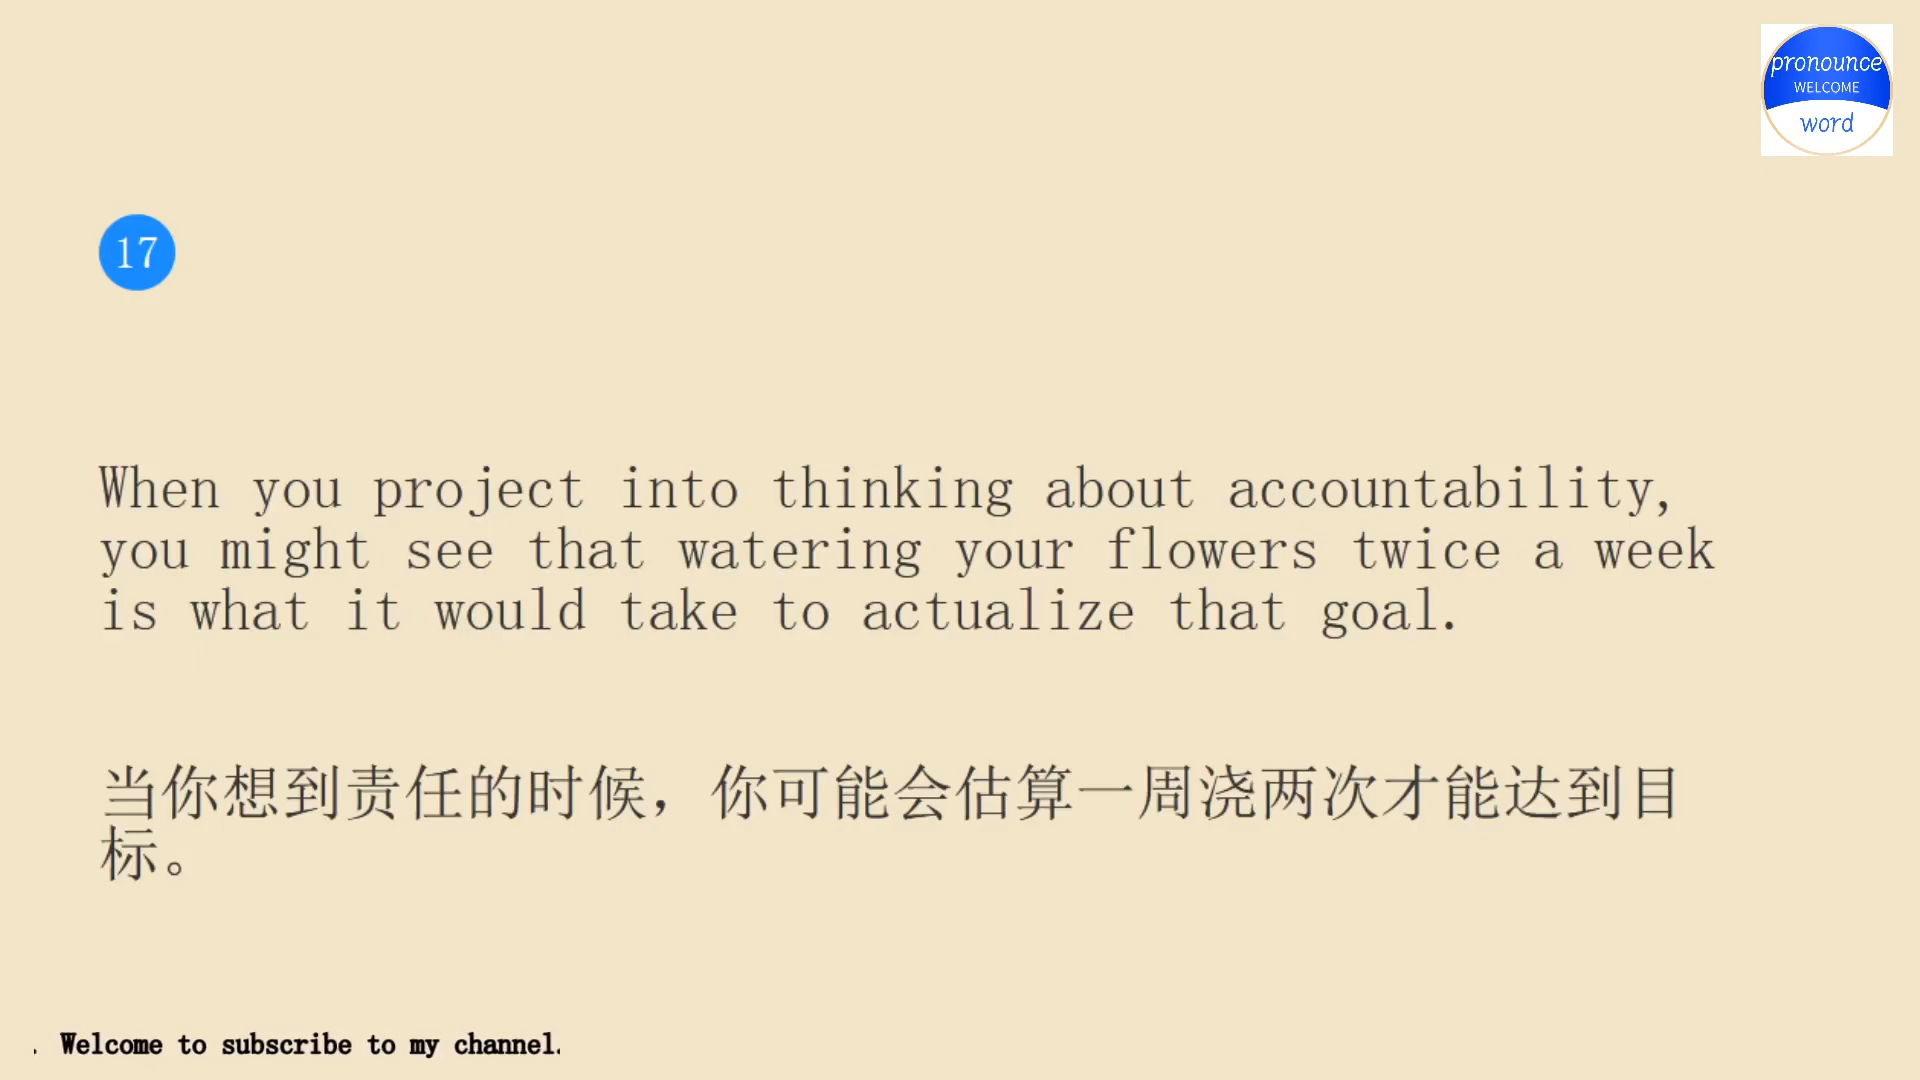 pronounce
WELCOME
word
17
When you project into thinking about accountability,
you might see that watering your flowers twice a week
is what it would take to actualize that goal.
当你想到责任的时候，你可能会估算一周浇两次才能达到目
标。
. Welcome to subscribe to my channel.